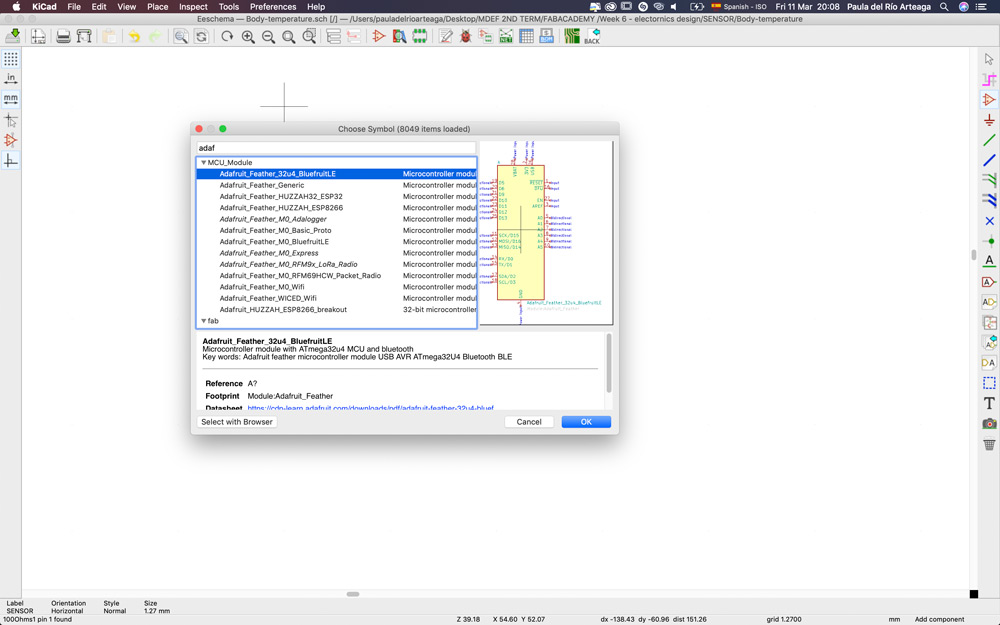 KiCad File Edit View Place Inspect Tools Preferences Help Spanish - ISO Fri 11 Mar 20:08 Paula del Río Arteaga
Eeschema — Body-temperature.sch [/] — /Users/pauladelrioarteaga/Desktop/MDEF 2ND TERM/FABACADEMY /Week 6 - electornics design/SENSOR/Body-temperature
BACK
in
mm
Choose Symbol (8049 items loaded)
adaf
MCU_Module
Adafruit_Feather_32u4_BluefruitLE Microcontroller modul
Adafruit_Feather_Generic Microcontroller modul
Adafruit_Feather_HUZZAH32_ESP32 Microcontroller modul
Adafruit_Feather_HUZZAH_ESP8266 Microcontroller modul
Adafruit_Feather_M0_Adalogger Microcontroller modul
Adafruit_Feather_M0_Basic_Proto Microcontroller modul
Adafruit_Feather_M0_BluefruitLE Microcontroller modul
Adafruit_Feather_M0_Express Microcontroller modul
Adafruit_Feather_M0_RFM9x_LoRa_Radio Microcontroller modul
Adafruit_Feather_M0_RFM69HCW_Packet_Radio Microcontroller modul
Adafruit_Feather_M0_Wifi Microcontroller modul
Adafruit_Feather_WICED_Wifi Microcontroller modul
Adafruit_HUZZAH_ESP8266_breakout 32-bit microcontroller
fab
Adafruit_Feather_32u4_BluefruitLE
Adafruit_Feather_32u4_BluefruitLE
Microcontroller module with ATmega32u4 MCU and bluetooth
Key words: Adafruit feather microcontroller module USB AVR ATmega32U4 Bluetooth BLE
Reference A?
Footprint Module:Adafruit_Feather
Datasheet https://cdn-learn.adafruit.com/downloads/pdf/adafruit-feather-32u4-bluef
Select with Browser Cancel OK
Label Orientation Style Size
SENSOR Horizontal Normal 1.27 mm
100Ohms1 pin 1 found Z 39.18 X 54.60 Y 52.07 dx -138.43 dy -60.96 dist 151.26 grid 1.2700 mm Add component